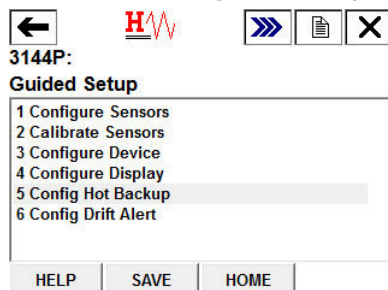 H
3144P:
Guided Setup
1 Configure Sensors
2 Calibrate Sensors
3 Configure Device
4 Configure Display
5 Config Hot Backup
6 Config Drift Alert
HELP SAVE HOME